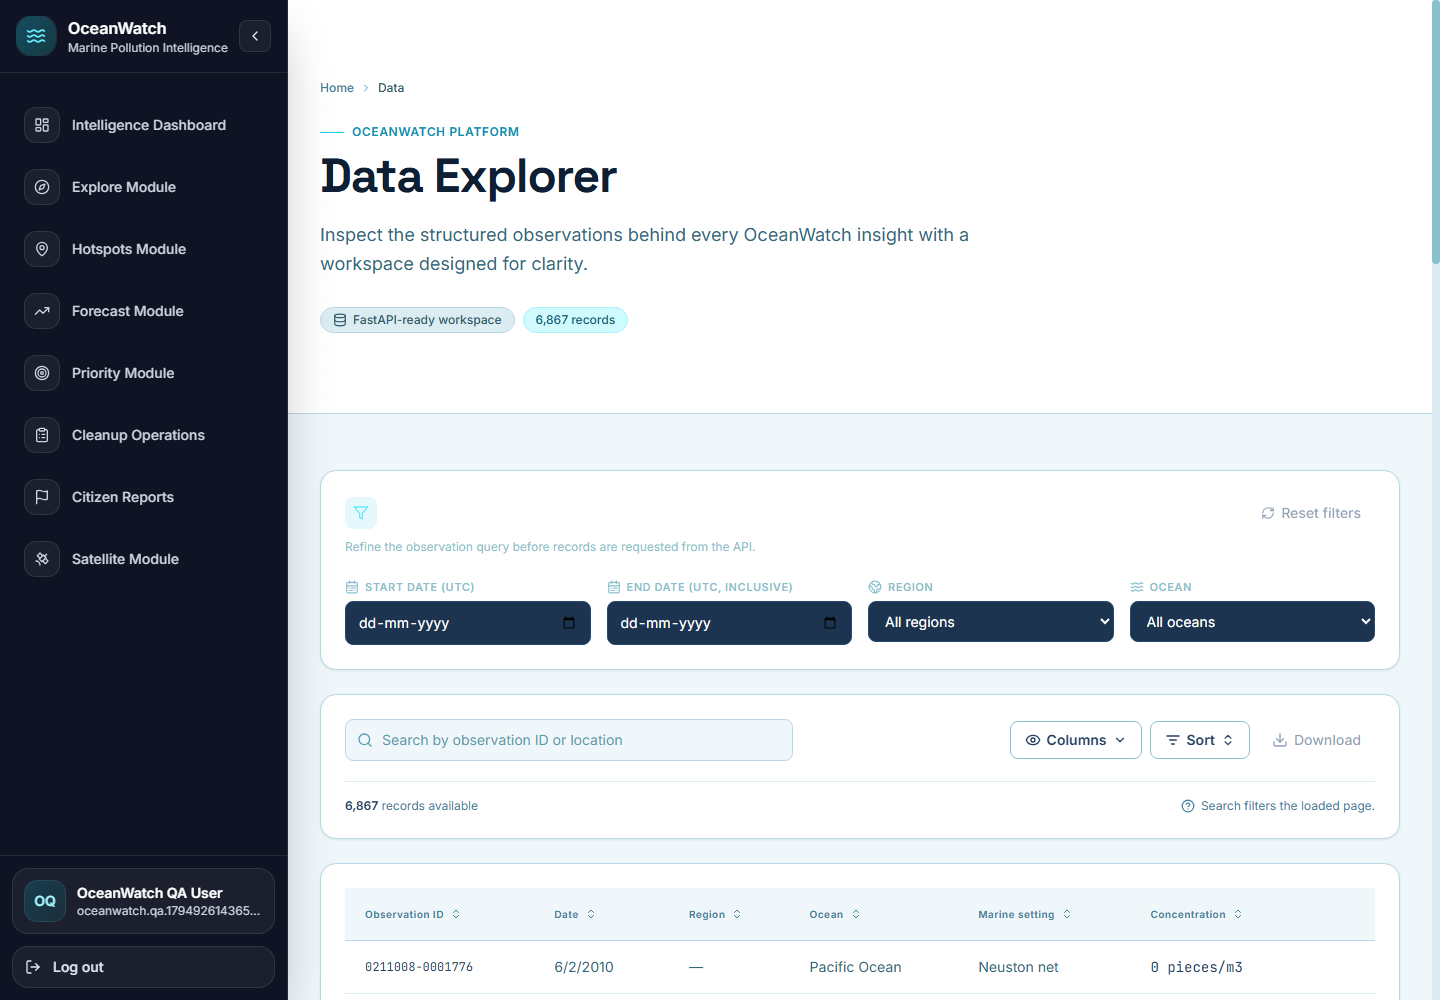 OceanWatch
Marine Pollution Intelligence
Intelligence Dashboard
Explore Module
Hotspots Module
Forecast Module
Priority Module
Cleanup Operations
Citizen Reports
Satellite Module
OQ
OceanWatch QA User
oceanwatch.qa.179492614365...
Log out
Home > Data
OCEANWATCH PLATFORM
Data Explorer
Inspect the structured observations behind every OceanWatch insight with a
workspace designed for clarity.
FastAPI-ready workspace 6,867 records
Reset filters
Refine the observation query before records are requested from the API.
START DATE (UTC) END DATE (UTC, INCLUSIVE) REGION OCEAN
dd-mm-yyyy dd-mm-yyyy All regions All oceans
Search by observation ID or location Columns Sort Download
6,867 records available Search filters the loaded page.
Observation ID Date Region Ocean Marine setting Concentration
0211008-0001776 6/2/2010 — Pacific Ocean Neuston net 0 pieces/m3